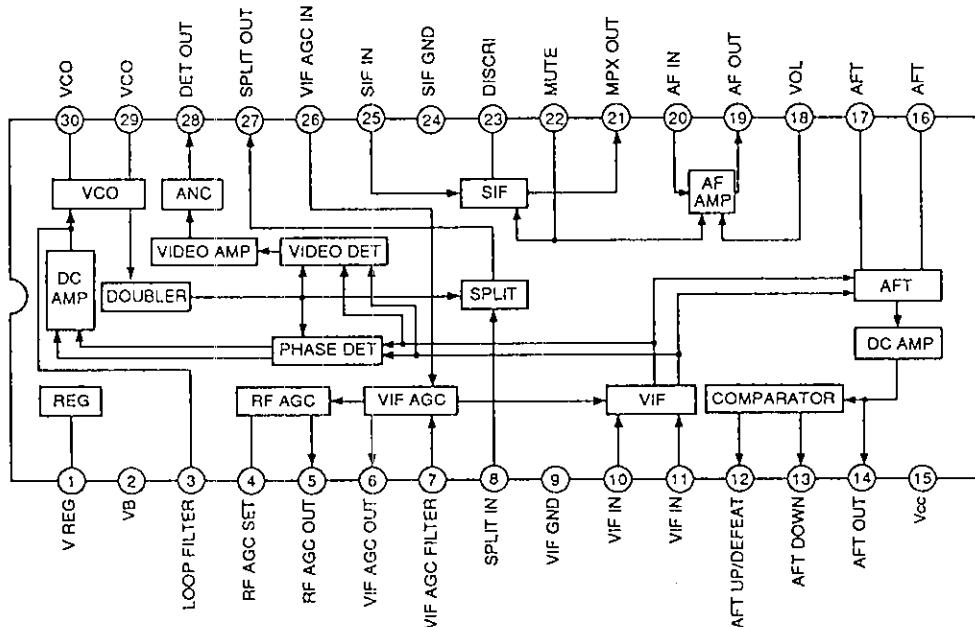 VCO
VCO
DET OUT
SPLIT OUT
VIF AGC IN
SIF IN
SIF GND
DISCRI
MUTE
MPX OUT
AF IN
AF OUT
VOL
AFT
AFT
30
29
28
27
26
25
24
23
22
21
20
19
18
17
16
VCO
ANC
SIF
AF
AMP
VIDEO AMP
VIDEO DET
DC
AMP
DOUBLER
SPLIT
AFT
PHASE DET
DC AMP
REG
RF AGC
VIF AGC
VIF
COMPARATOR
1
2
3
4
5
6
7
8
9
10
11
12
13
14
15
V REG
VB
LOOP FILTER
RF AGC SET
RF AGC OUT
VIF AGC OUT
VIF AGC FILTER
SPLIT IN
VIF GND
VIF IN
VIF IN
AFT UP/DEFEAT
AFT DOWN
AFT OUT
Vcc